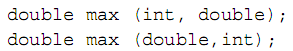 double max (int, double);
double max (double,int);